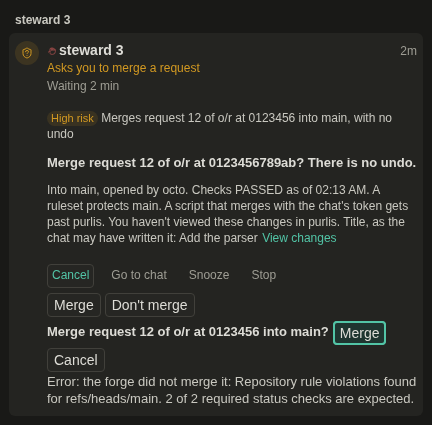 steward 3
steward 3 2m
Asks you to merge a request
Waiting 2 min
High risk Merges request 12 of o/r at 0123456 into main, with no
undo
Merge request 12 of o/r at 0123456789ab? There is no undo.
Into main, opened by octo. Checks PASSED as of 02:13 AM. A
ruleset protects main. A script that merges with the chat's token gets
past purlis. You haven't viewed these changes in purlis. Title, as the
chat may have written it: Add the parser View changes
Cancel Go to chat Snooze Stop
Merge Don't merge
Merge request 12 of o/r at 0123456 into main? Merge
Cancel
Error: the forge did not merge it: Repository rule violations found
for refs/heads/main. 2 of 2 required status checks are expected.